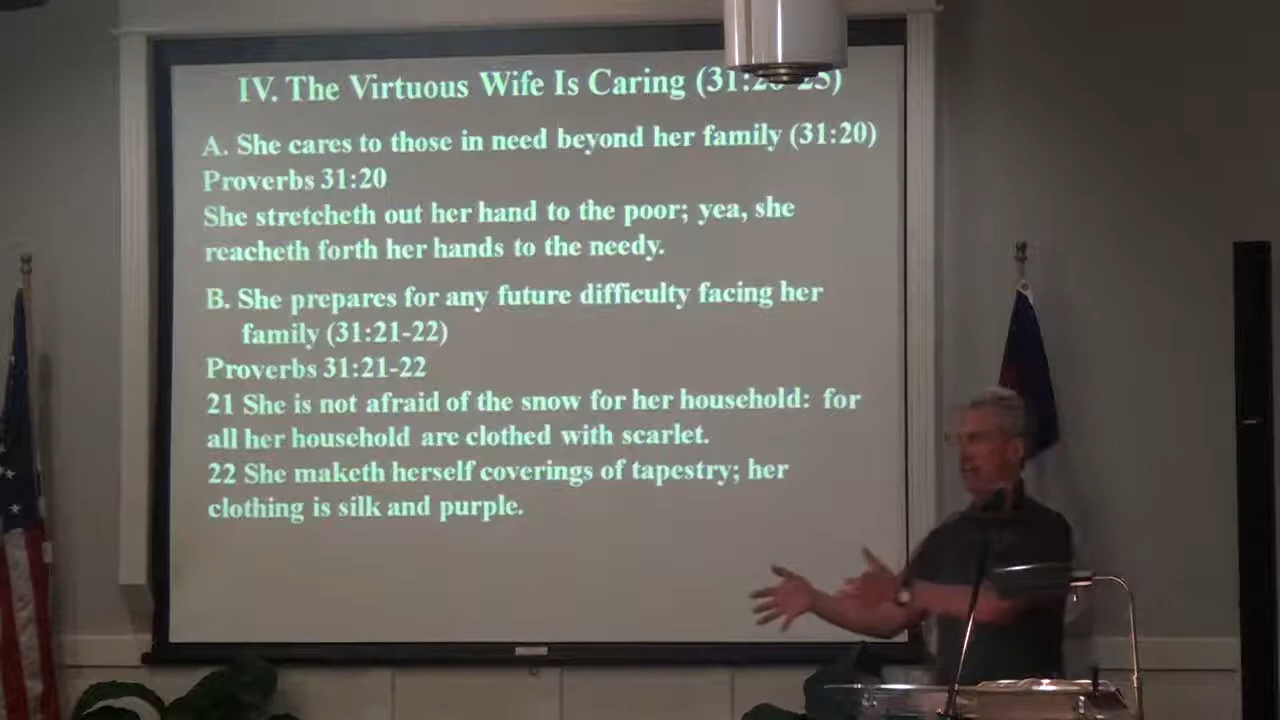 IV. The Virtuous Wife Is Caring
A. She cares to those in need beyond her family (31:20)
Proverbs 31:20
She stretcheth out her hand to the poor; yea, she
reacheth forth her hands to the needy.
B. She prepares for any future difficulty facing her
family (31:21-22)
Proverbs 31:21-22
21 She is not afraid of the snow for her household: for
all her household are clothed with scarlet.
22 She maketh herself coverings of tapestry; her
clothing is silk and purple.